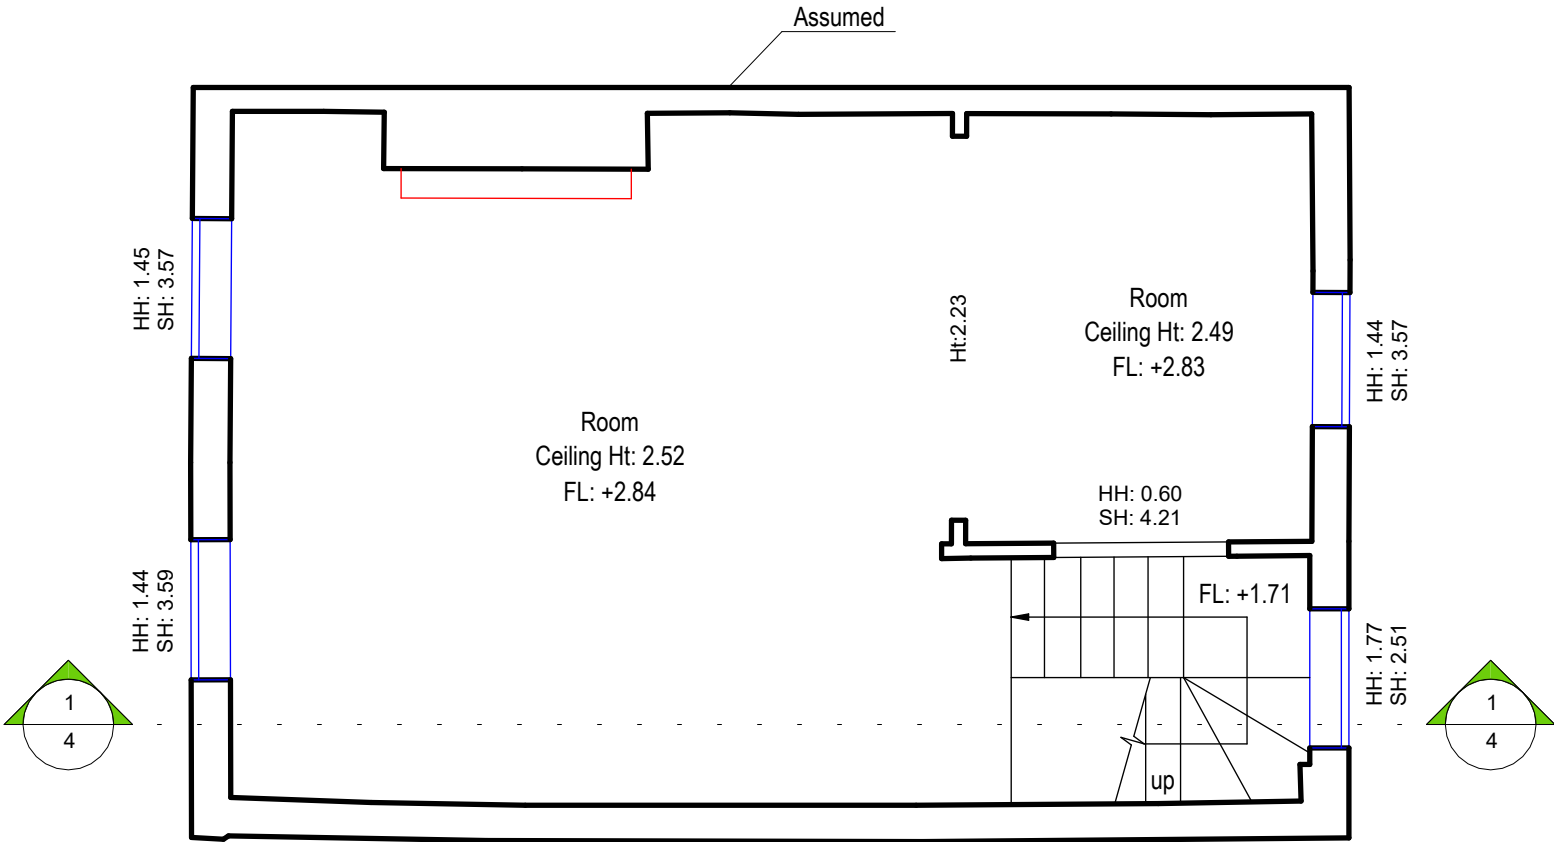 Assumed
HH: 1.45
SH: 3.57
Room
Ceiling Ht: 2.49
FL: +2.83
Ht:2.23
HH: 1.44
SH: 3.57
Room
Ceiling Ht: 2.52
FL: +2.84
HH: 0.60
SH: 4.21
HH: 1.44
SH: 3.59
FL: +1.71
HH: 1.77
SH: 2.51
1
4
up
1
4